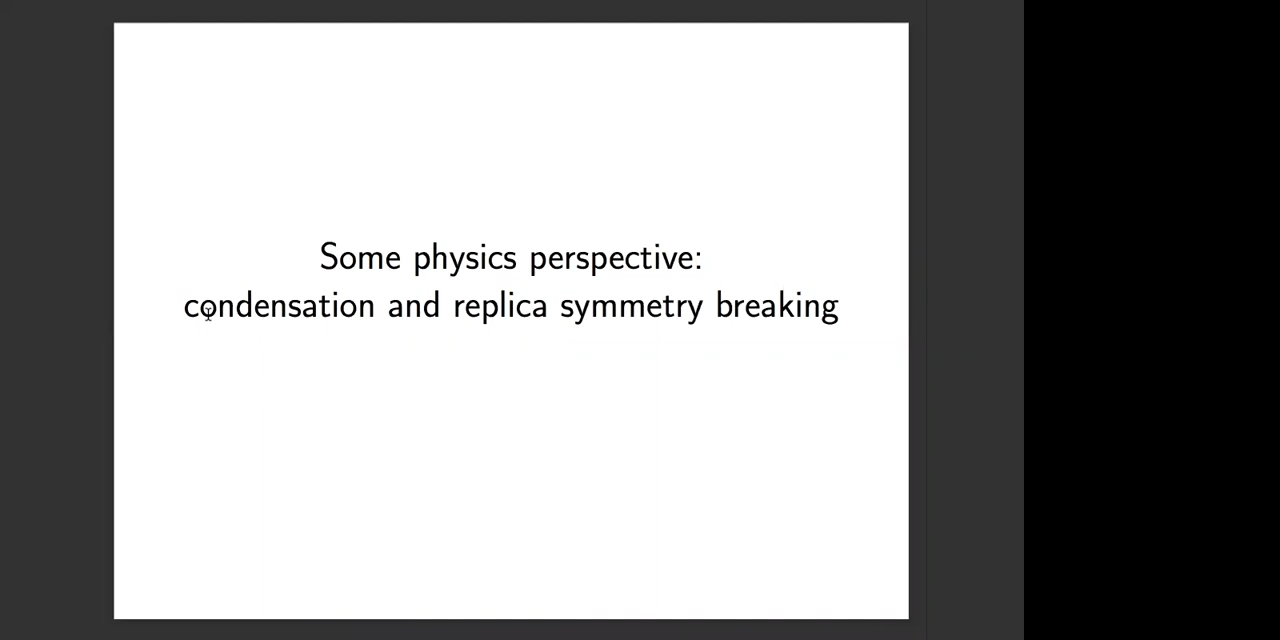 Some physics perspective:
condensation and replica symmetry breaking